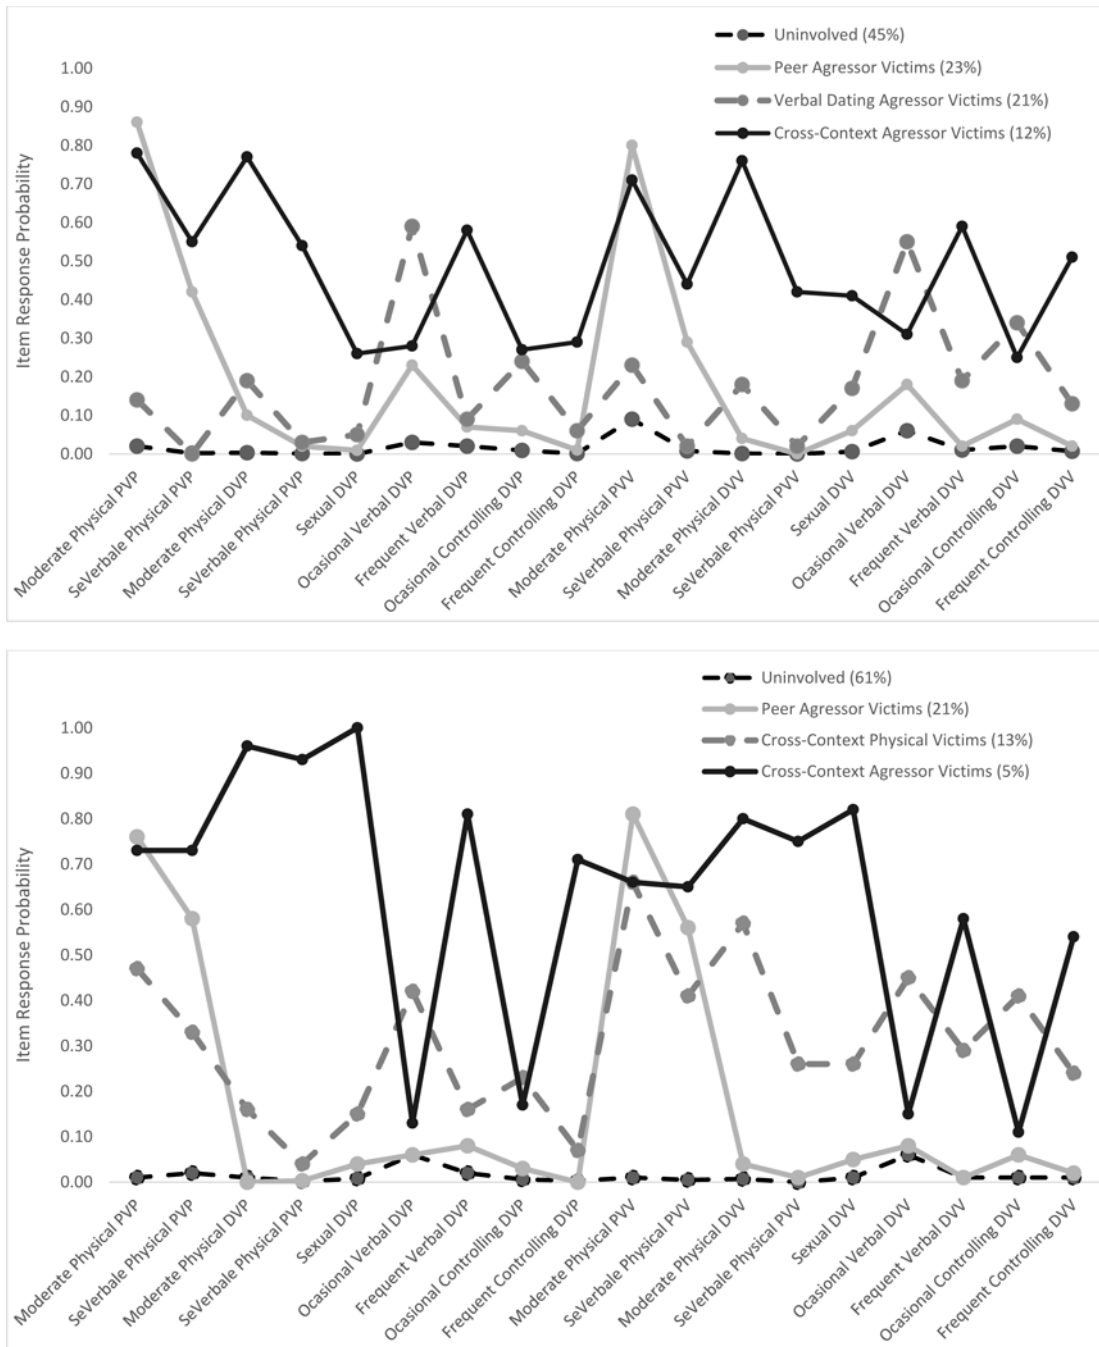 Uninvolved (45%)
Peer Agressor Victims (23%)
Verbal Dating Agressor Victims (21%)
Cross-Context Agressor Victims (12%)
Item Response Probability
1.00
0.90
0.80
0.70
0.60
0.50
0.40
0.30
0.20
0.10
0.00
Moderate Physical PVP
SeVerbale Physical PVP
Moderate Physical DVP
SeVerbale Physical PVP
Sexual DVP
Ocasional Verbal DVP
Frequent Verbal DVP
Ocasional Controlling DVP
Frequent Controlling DVP
Moderate Physical PVV
SeVerbale Physical PVV
Moderate Physical DVV
SeVerbale Physical PVV
Sexual DVV
Ocasional Verbal DVV
Frequent Verbal DVV
Ocasional Controlling DVV
Frequent Controlling DVV
Uninvolved (61%)
Peer Agressor Victims (21%)
Cross-Context Physical Victims (13%)
Cross-Context Agressor Victims (5%)
Item Response Probability
1.00
0.90
0.80
0.70
0.60
0.50
0.40
0.30
0.20
0.10
0.00
Moderate Physical PVP
SeVerbale Physical PVP
Moderate Physical DVP
SeVerbale Physical PVP
Sexual DVP
Ocasional Verbal DVP
Frequent Verbal DVP
Ocasional Controlling DVP
Frequent Controlling DVP
Moderate Physical PVV
SeVerbale Physical PVV
Moderate Physical DVV
SeVerbale Physical PVV
Sexual DVV
Ocasional Verbal DVV
Frequent Verbal DVV
Ocasional Controlling DVV
Frequent Controlling DVV